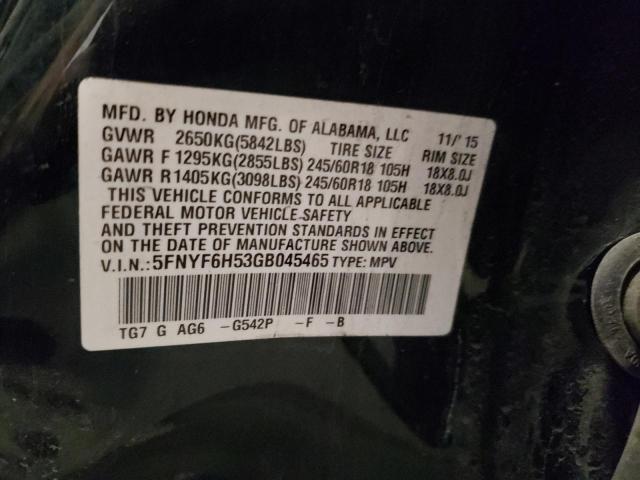 MFD. BY HONDA MFG. OF ALABAMA, LLC 11/'15
GVWR 2650KG(5842LBS) TIRE SIZE RIM SIZE
GAWR F 1295KG(2855LBS) 245/60R18 105H 18X8.0J
GAWR R1405KG(3098LBS) 245/60R18 105H 18X8.0J
THIS VEHICLE CONFORMS TO ALL APPLICABLE
FEDERAL MOTOR VEHICLE SAFETY
AND THEFT PREVENTION STANDARDS IN EFFECT
ON THE DATE OF MANUFACTURE SHOWN ABOVE.
V.I.N.:5FNYF6H53GB045465 TYPE: MPV
TG7 G AG6 -G542P -F -B